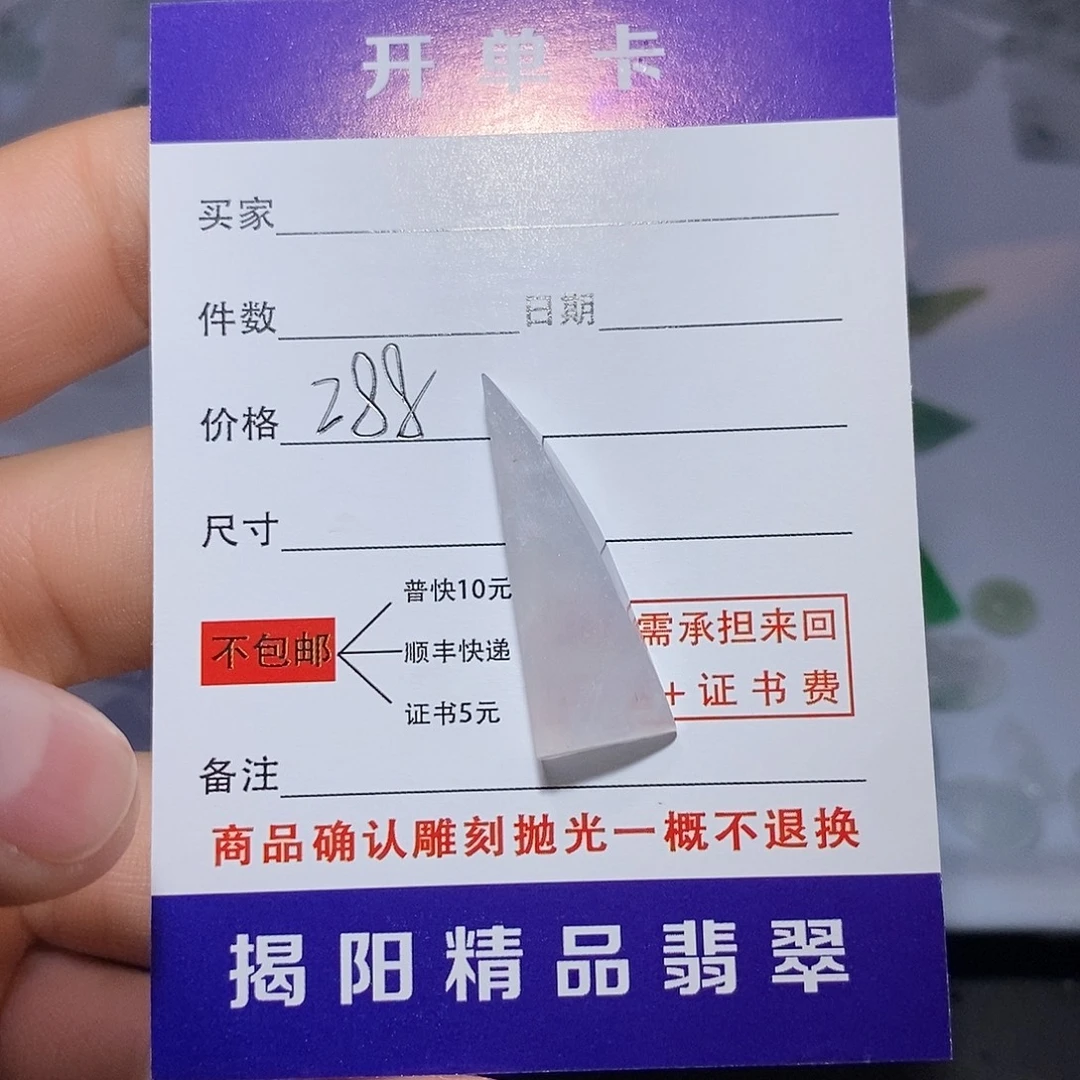 开单卡
买家
件数 日期
价格 288
尺寸
普快10元
不包邮 顺丰快递 需承担来回
证书5元 + 证书费
备注
商品确认雕刻抛光一概不退换
揭阳精品翡翠